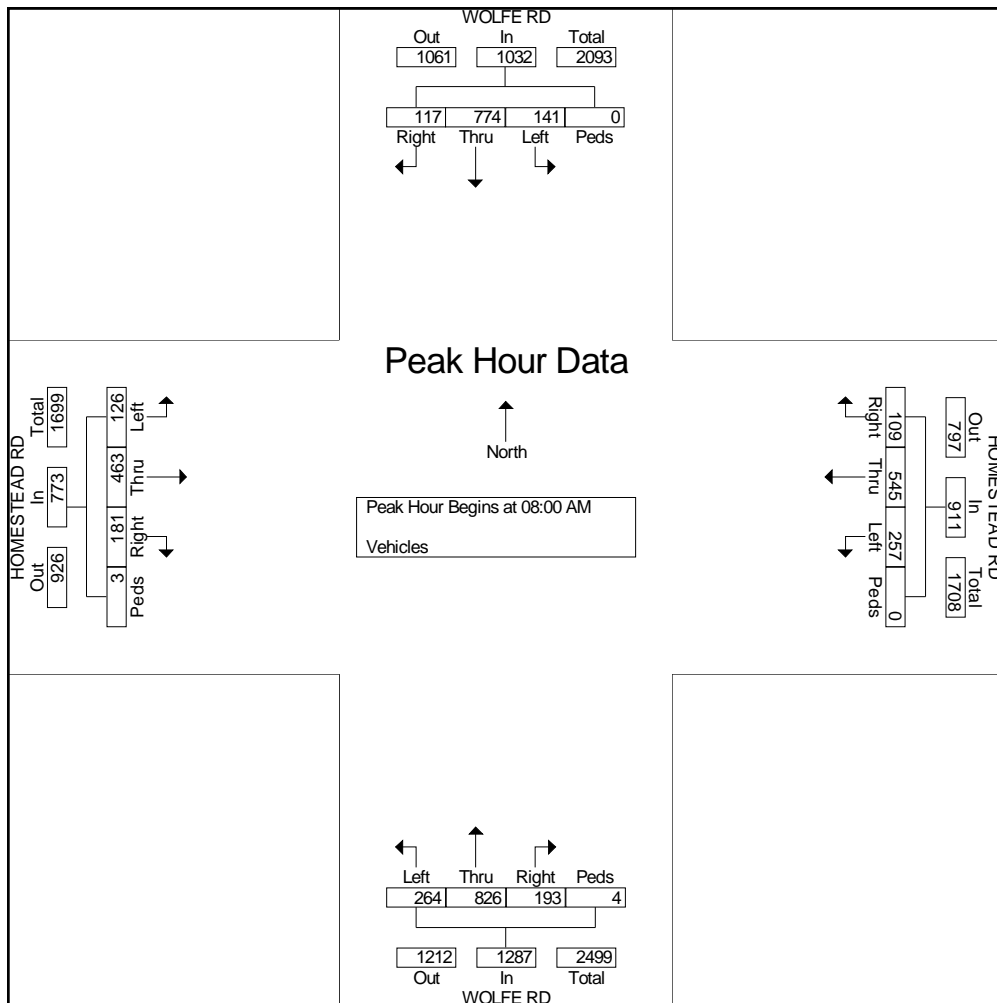 WOLFE RD
Out In Total
1061 1032 2093
117 774 141 0
Right Thru Left Peds
Peak Hour Data
North
Peak Hour Begins at 08:00 AM
Vehicles
HOMESTEAD RD
Out In Total
926 773 1699
Left Thru Right Peds
126 463 181 3
HOMESTEAD RD
Out In Total
797 911 1708
109 545 257 0
Right Thru Left Peds
Left Thru Right Peds
264 826 193 4
1212 1287 2499
Out In Total
WOLFE RD